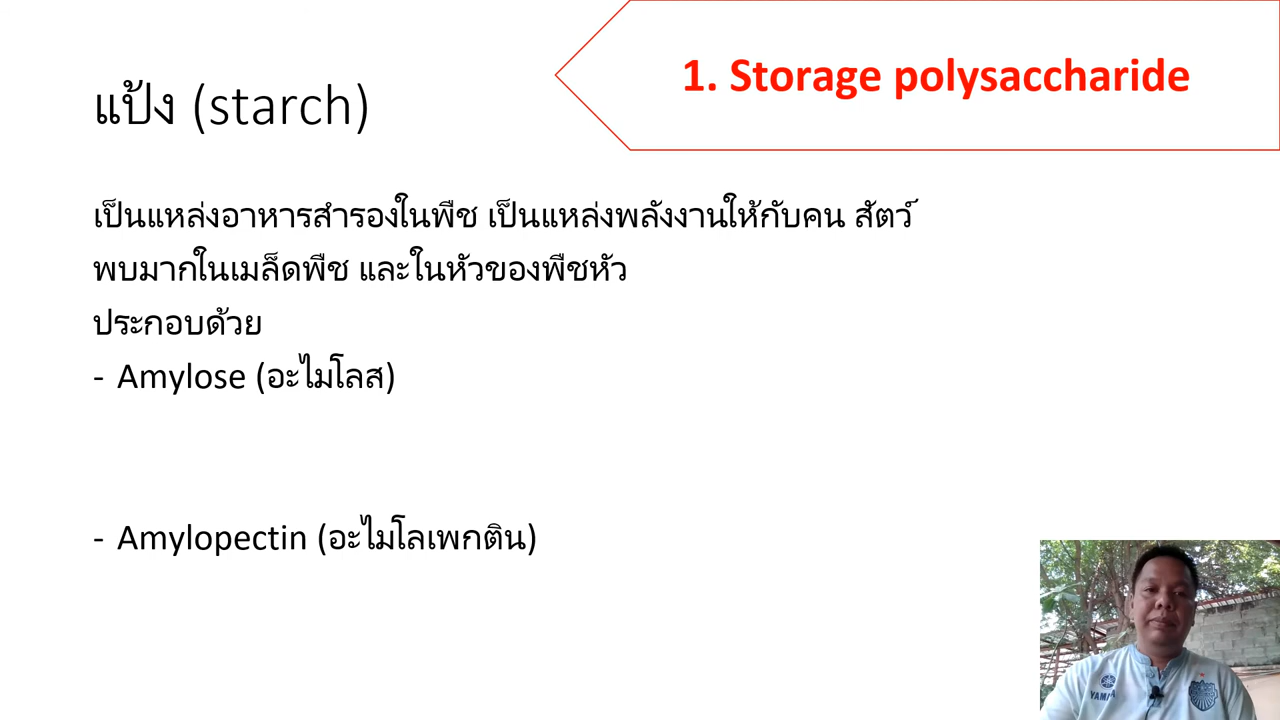 1. Storage polysaccharide
แป้ง (starch)
เป็นแหล่งอาหารสำรองในพืช เป็นแหล่งพลังงานให้กับคน สัตว์
พบมากในเมล็ดพืช และในหัวของพืชหัว
ประกอบด้วย
- Amylose (อะไมโลส)
- Amylopectin (อะไมโลเพกติน)